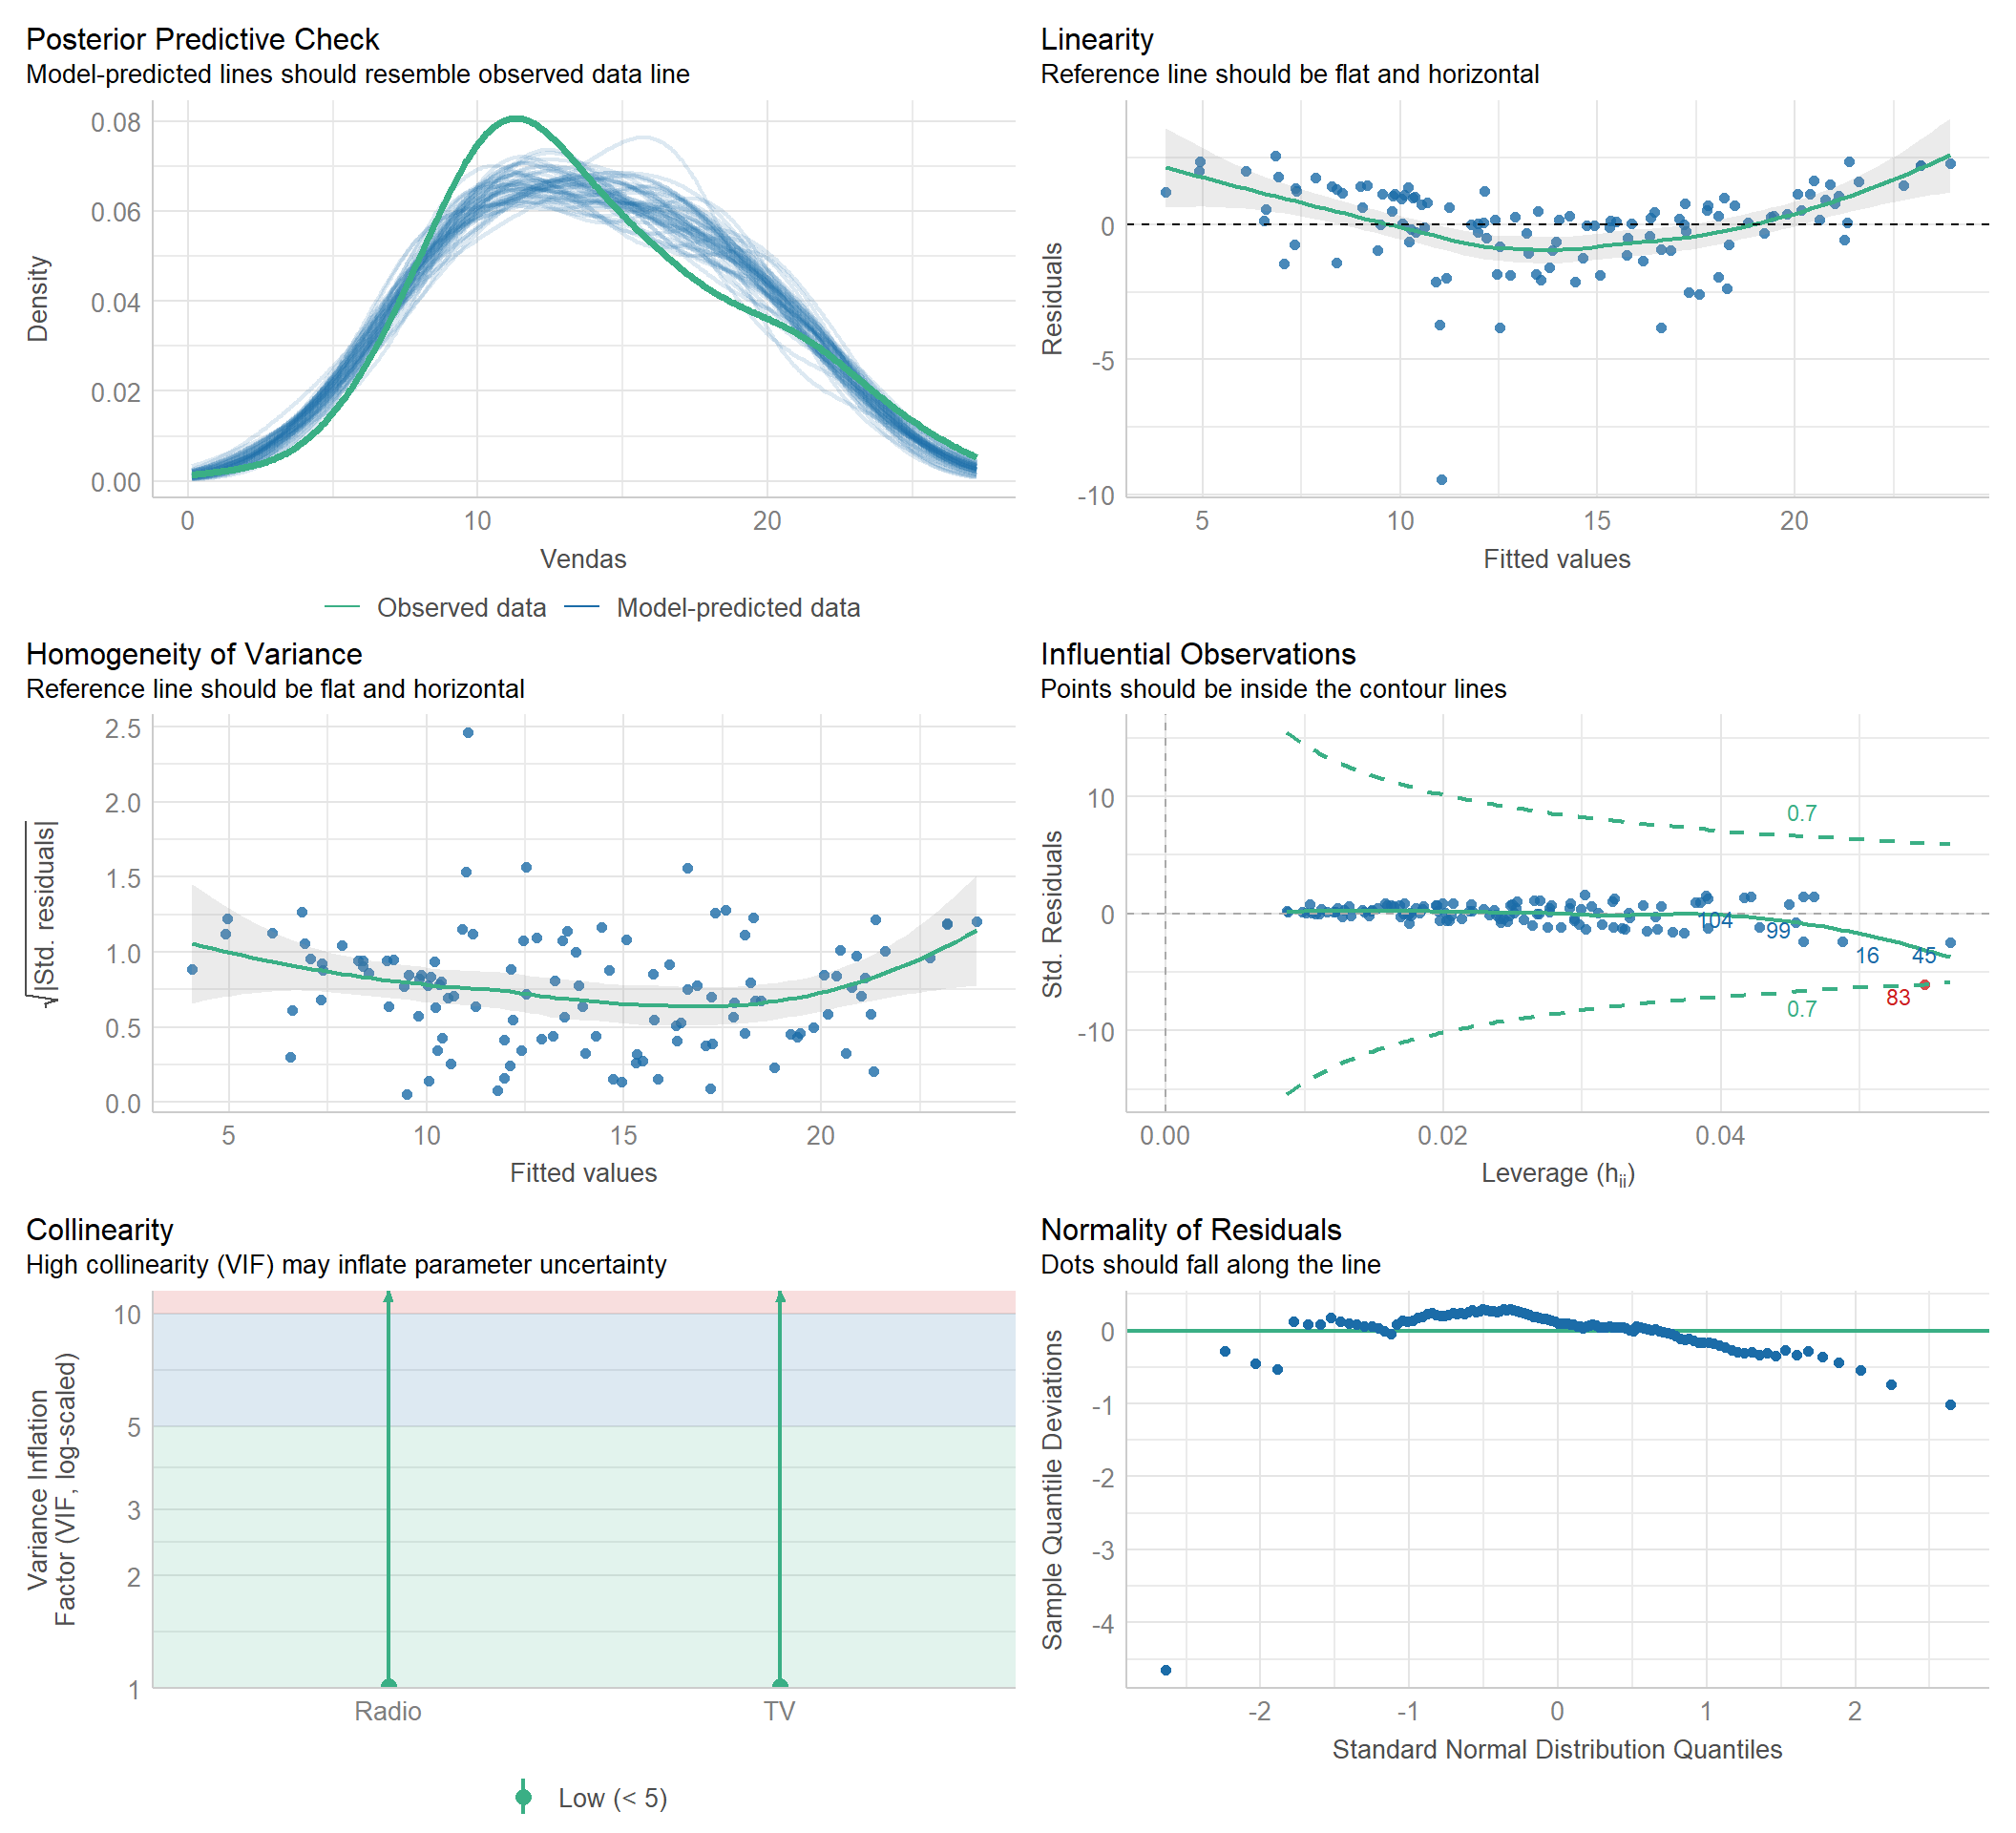 Posterior Predictive Check
Model-predicted lines should resemble observed data line
0.08
0.06
0.04
0.02
0.00
Density
0
10
20
Vendas
Observed data
Model-predicted data
Linearity
Reference line should be flat and horizontal
0
-5
-10
Residuals
5
10
15
20
Fitted values
Homogeneity of Variance
Reference line should be flat and horizontal
2.5
2.0
1.5
1.0
0.5
0.0
√|Std. residuals|
5
10
15
20
Fitted values
Influential Observations
Points should be inside the contour lines
10
0
-10
Std. Residuals
0.7
104
99
16
45
83
0.7
0.00
0.02
0.04
Leverage (hii)
Collinearity
High collinearity (VIF) may inflate parameter uncertainty
10
5
3
2
1
Variance Inflation
Factor (VIF, log-scaled)
Radio
TV
Low (< 5)
Normality of Residuals
Dots should fall along the line
0
-1
-2
-3
-4
Sample Quantile Deviations
-2
-1
0
1
2
Standard Normal Distribution Quantiles